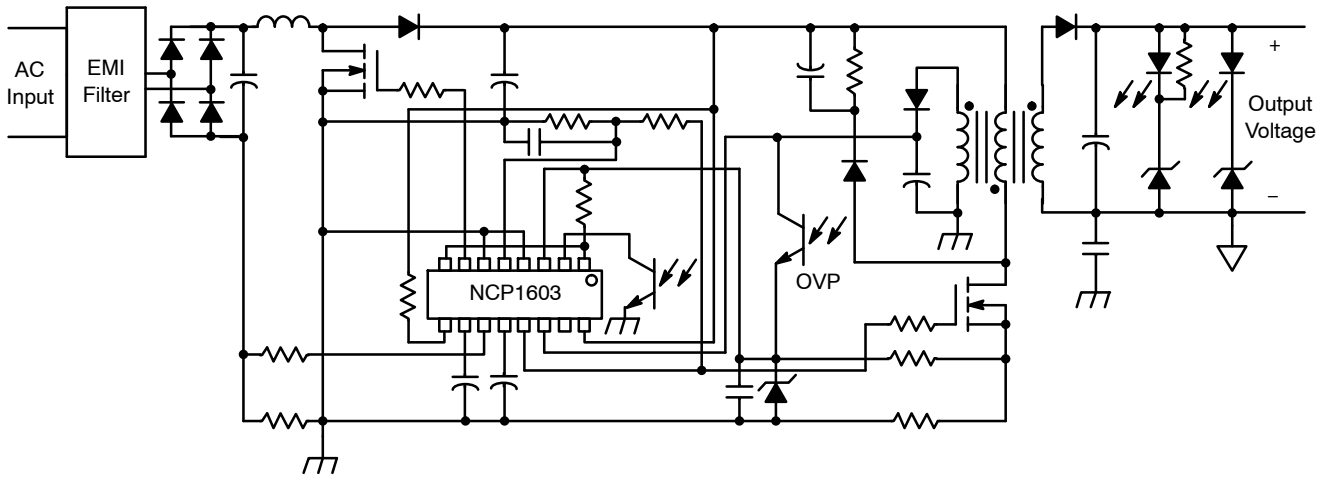 AC
Input
EMI
Filter
NCP1603
OVP
+
Output
Voltage
–